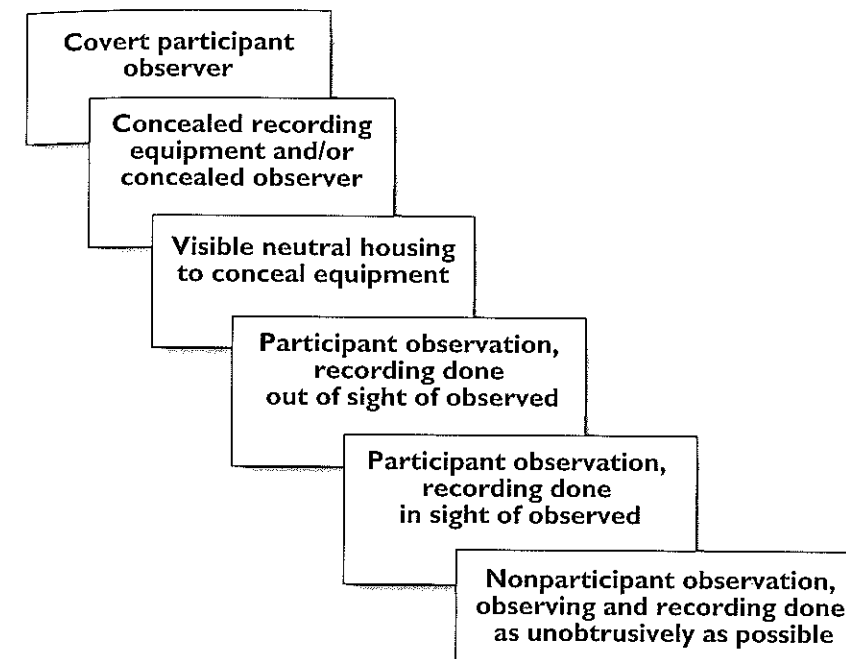 Covert participant
observer
Concealed recording
equipment and/or
concealed observer
Visible neutral housing
to conceal equipment
Participant observation,
recording done
out of sight of observed
Participant observation,
recording done
in sight of observed
Nonparticipant observation,
observing and recording done
as unobtrusively as possible